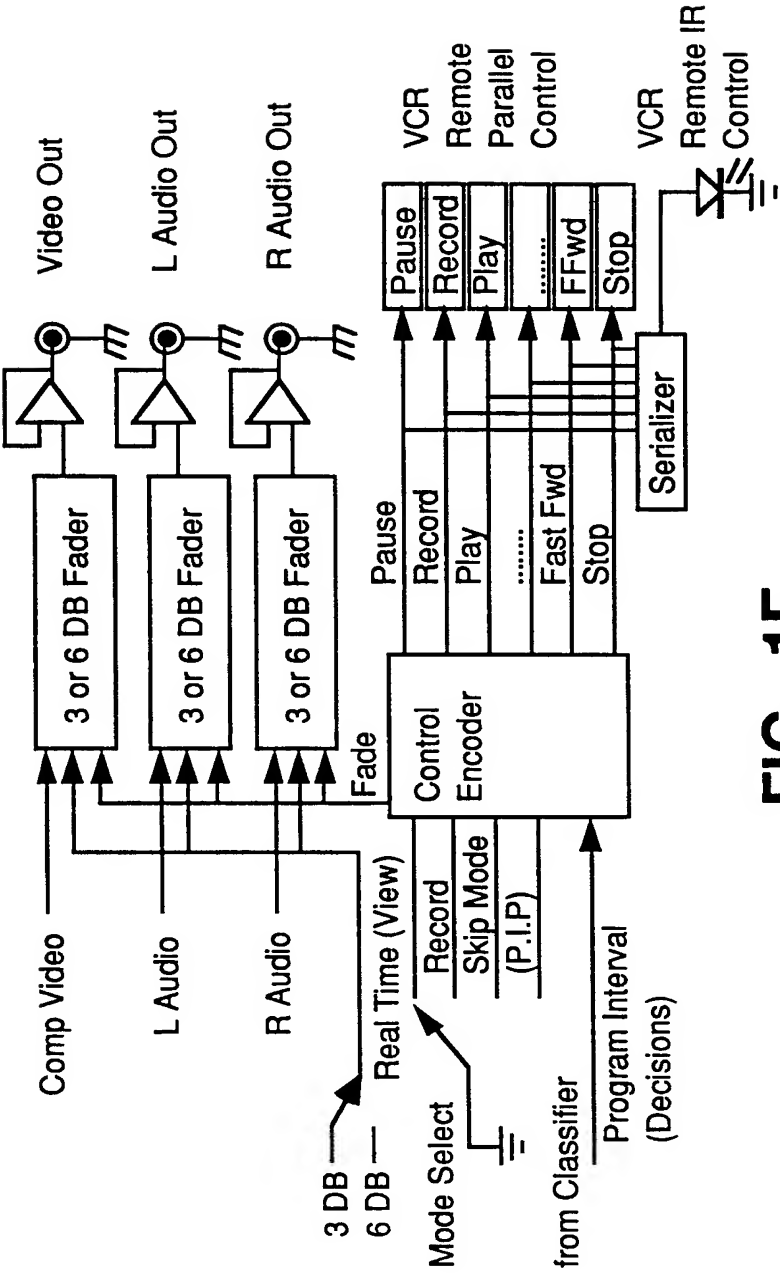 Comp Video
L Audio
R Audio
3 DB
6 DB
Real Time (View)
Record
Skip Mode
(P.I.P)
Mode Select
from Classifier
Program Interval
(Decisions)
3 or 6 DB Fader
3 or 6 DB Fader
3 or 6 DB Fader
Fade
Control
Encoder
Video Out
L Audio Out
R Audio Out
Pause
Record
Play
........
Fast Fwd
Stop
Pause
Record
Play
........
FFwd
Stop
Serializer
VCR
Remote
Parallel
Control
VCR
Remote IR
Control
FIG.